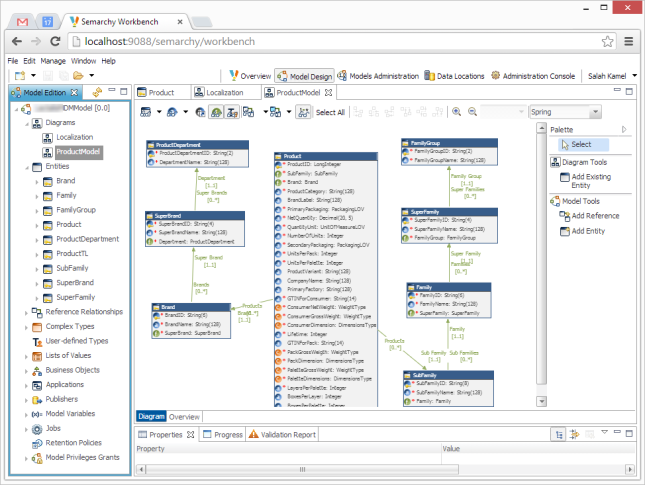 17
Semarchy Workbench
localhost:9088/semarchy/workbench
File Edit Manage Window Help
Overview
Model Design
Models Administration
Data Locations
Administration Console
Salah Kamel
Model Edition
DMModel [0.0]
Diagrams
Localization
ProductModel
Entities
Brand
Family
FamilyGroup
Product
ProductDepartment
ProductTL
SubFamily
SuperBrand
SuperFamily
Reference Relationships
Complex Types
User-defined Types
Lists of Values
Business Objects
Applications
Publishers
Model Variables
Jobs
Retention Policies
Model Privileges Grants
Product
Localization
ProductModel
Select All
Spring
ProductDepartment
* ProductDepartmentID: String(2)
* DepartmentName: String(128)
Department
[1..1]
Super Brands
[0..*]
SuperBrand
* SuperBrandID: String(4)
* SuperBrandName: String(128)
* Department: ProductDepartment
Super Brand
[1..1]
Brands
[0..*]
Brand
* BrandID: String(6)
* BrandName: String(128)
* SuperBrand: SuperBrand
Products
[0..*]
Product
* ProductID: LongInteger
* SubFamily: SubFamily
* Brand: Brand
* ProductCategory: String(128)
* BrandLabel: String(128)
* PrimaryPackaging: PackagingLOV
* NetQuantity: Decimal(20, 5)
* QuantityUnit: UnitOfMeasureLOV
* NumberOfUnits: Integer
* SecondaryPackaging: PackagingLOV
* UnitsPerPack: Integer
* UnitsPerPalette: Integer
ProductVariant: String(128)
* CompanyName: String(128)
* PrimaryFactory: String(128)
* GTINForConsumer: String(14)
* ConsumerNetWeight: WeightType
* ConsumerGrossWeight: WeightType
* ConsumerDimension: DimensionsType
* Lifetime: Integer
* GTINForPack: String(14)
* PackGrossWeigth: WeightType
* PackDimension: DimensionsType
* PaletteGrossWeigth: WeightType
* PaletteDimension: DimensionsType
* LayersPerPalette: Integer
* BoxesPerLayer: Integer
* BoxesPerPalette: Integer
Products
[0..*]
FamilyGroup
* FamilyGroupID: String(2)
* FamilyGroupName: String(128)
Family Group
[1..1]
Super Families
[0..*]
SuperFamily
* SuperFamilyID: String(4)
* SuperFamilyName: String(128)
* FamilyGroup: FamilyGroup
Super Family
[1..1]
Families
[0..*]
Family
* FamilyID: String(6)
* FamilyName: String(128)
* SuperFamily: SuperFamily
Family
[1..1]
Sub Family
[1..1]
Sub Families
[0..*]
SubFamily
* SubFamilyID: String(8)
* SubFamilyName: String(128)
* Family: Family
Palette
Select
Diagram Tools
Add Existing
Entity
Model Tools
Add Reference
Add Entity
Diagram
Overview
Properties
Progress
Validation Report
Property
Value